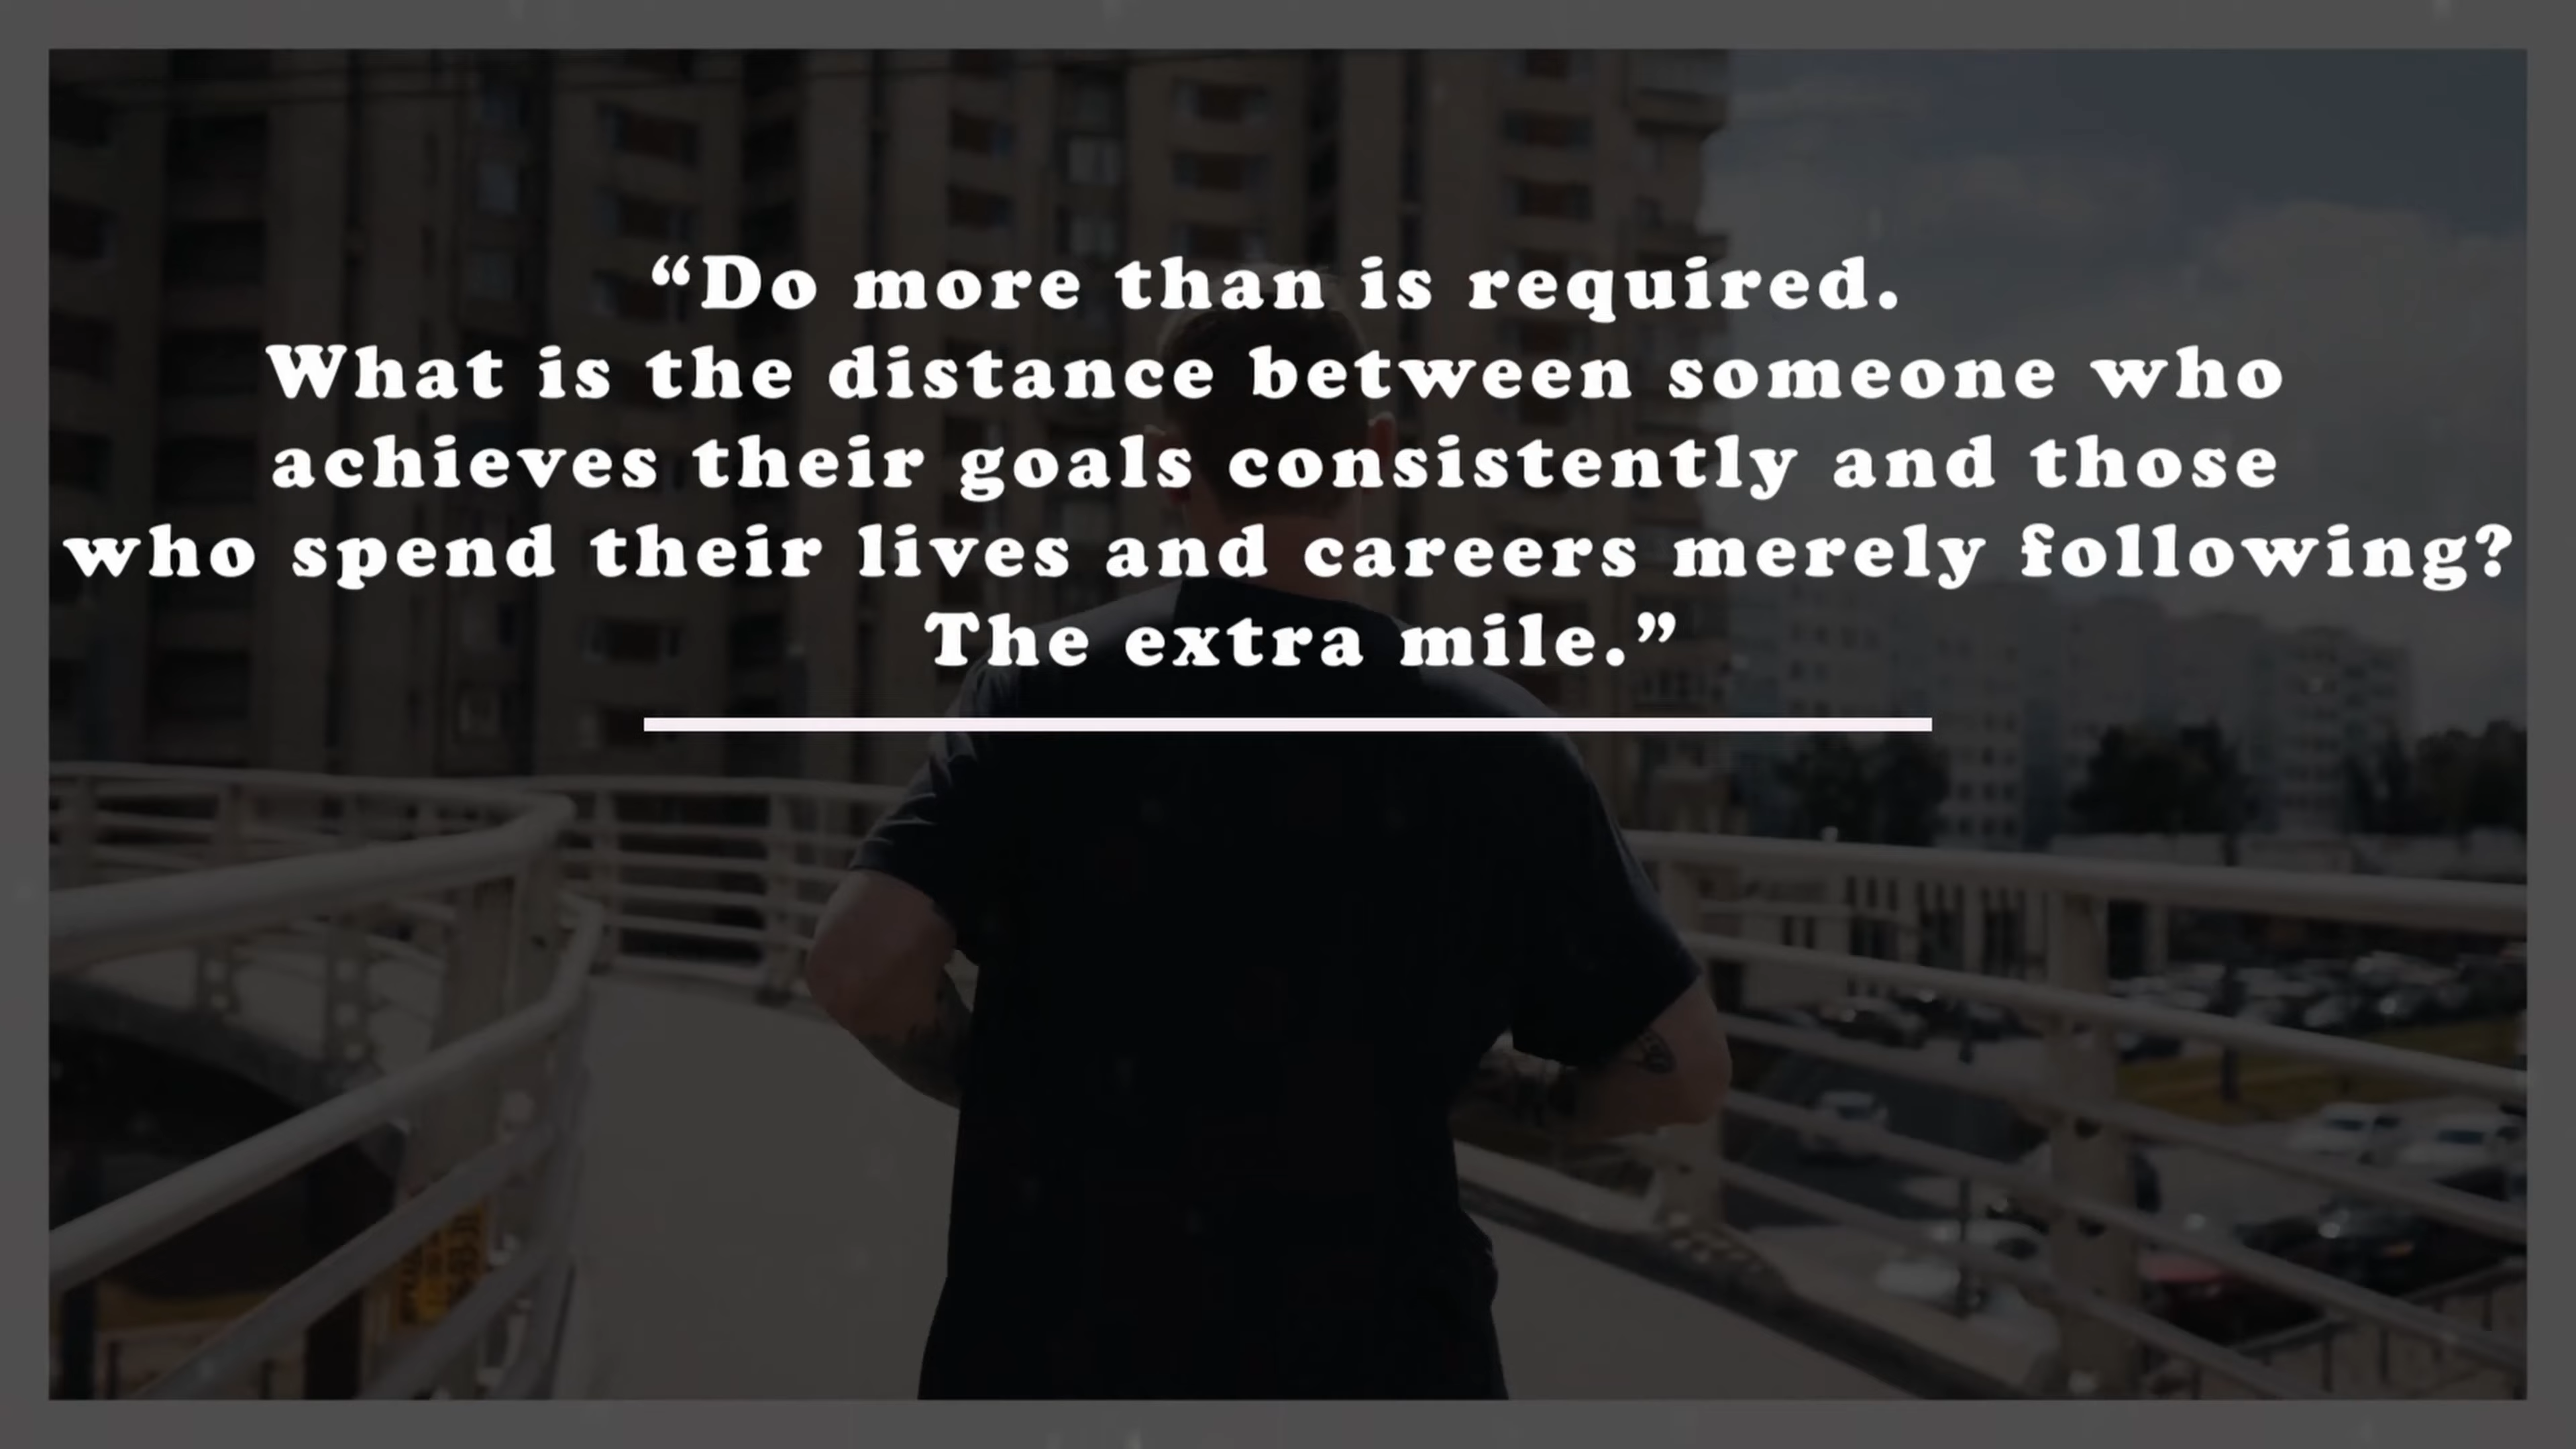 “Do more than is required.
What is the distance between someone who
achieves their goals consistently and those
who spend their lives and careers merely following?
The extra mile.”